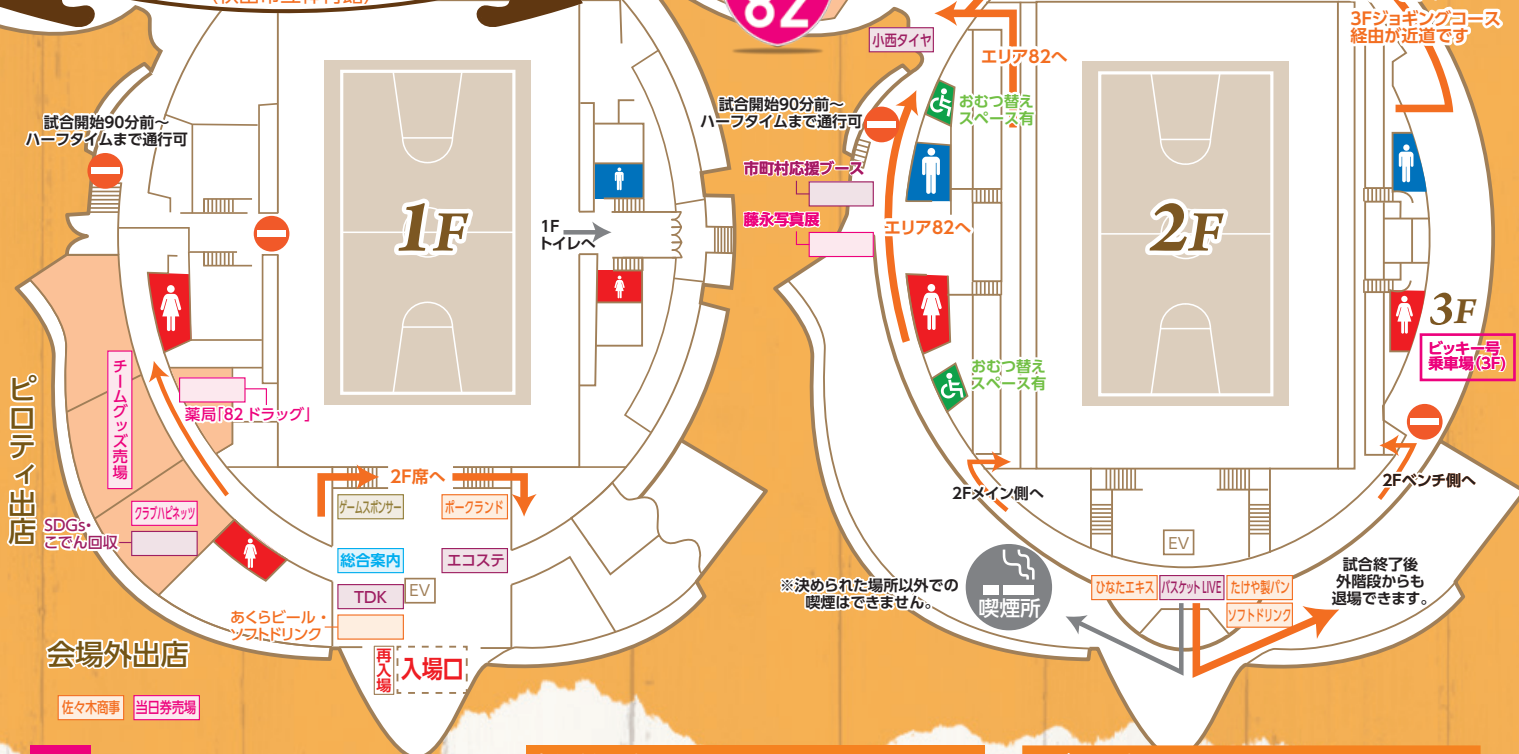 (秋田市立体育館)
82
試合開始90分前～
ハーフタイムまで通行可
1F
1F
トイレへ
ピロティ出店
チームグッズ売場
薬局「82 ドラッグ」
クラブハピネッツ
SDGs・
こでん回収
2F席へ
ゲームスポンサー
ポークランド
総合案内
エコステ
TDK
EV
あくらビール・
ソフトドリンク
再入場
入場口
会場外出店
佐々木商事
当日券売場
小西タイヤ
エリア82へ
3Fジョギングコース
経由が近道です
試合開始90分前～
ハーフタイムまで通行可
おむつ替え
スペース有
市町村応援ブース
藤永写真展
エリア82へ
2F
おむつ替え
スペース有
3F
ビッキー号
乗車場(3F)
2Fメイン側へ
2Fベンチ側へ
EV
※決められた場所以外での
喫煙はできません。
喫煙所
ひなたエキス
バスケットLIVE
たけや製パン
ソフトドリンク
試合終了後
外階段からも
退場できます。